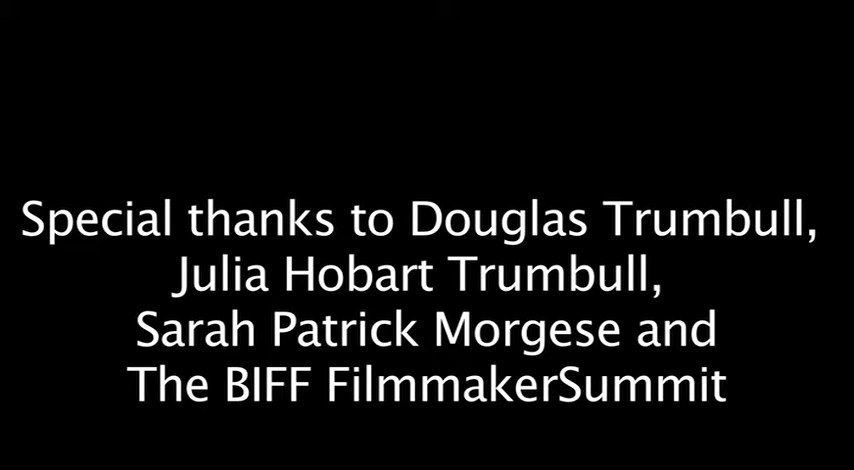 Special thanks to Douglas Trumbull,
Julia Hobart Trumbull,
Sarah Patrick Morgese and
The BIFF FilmmakerSummit